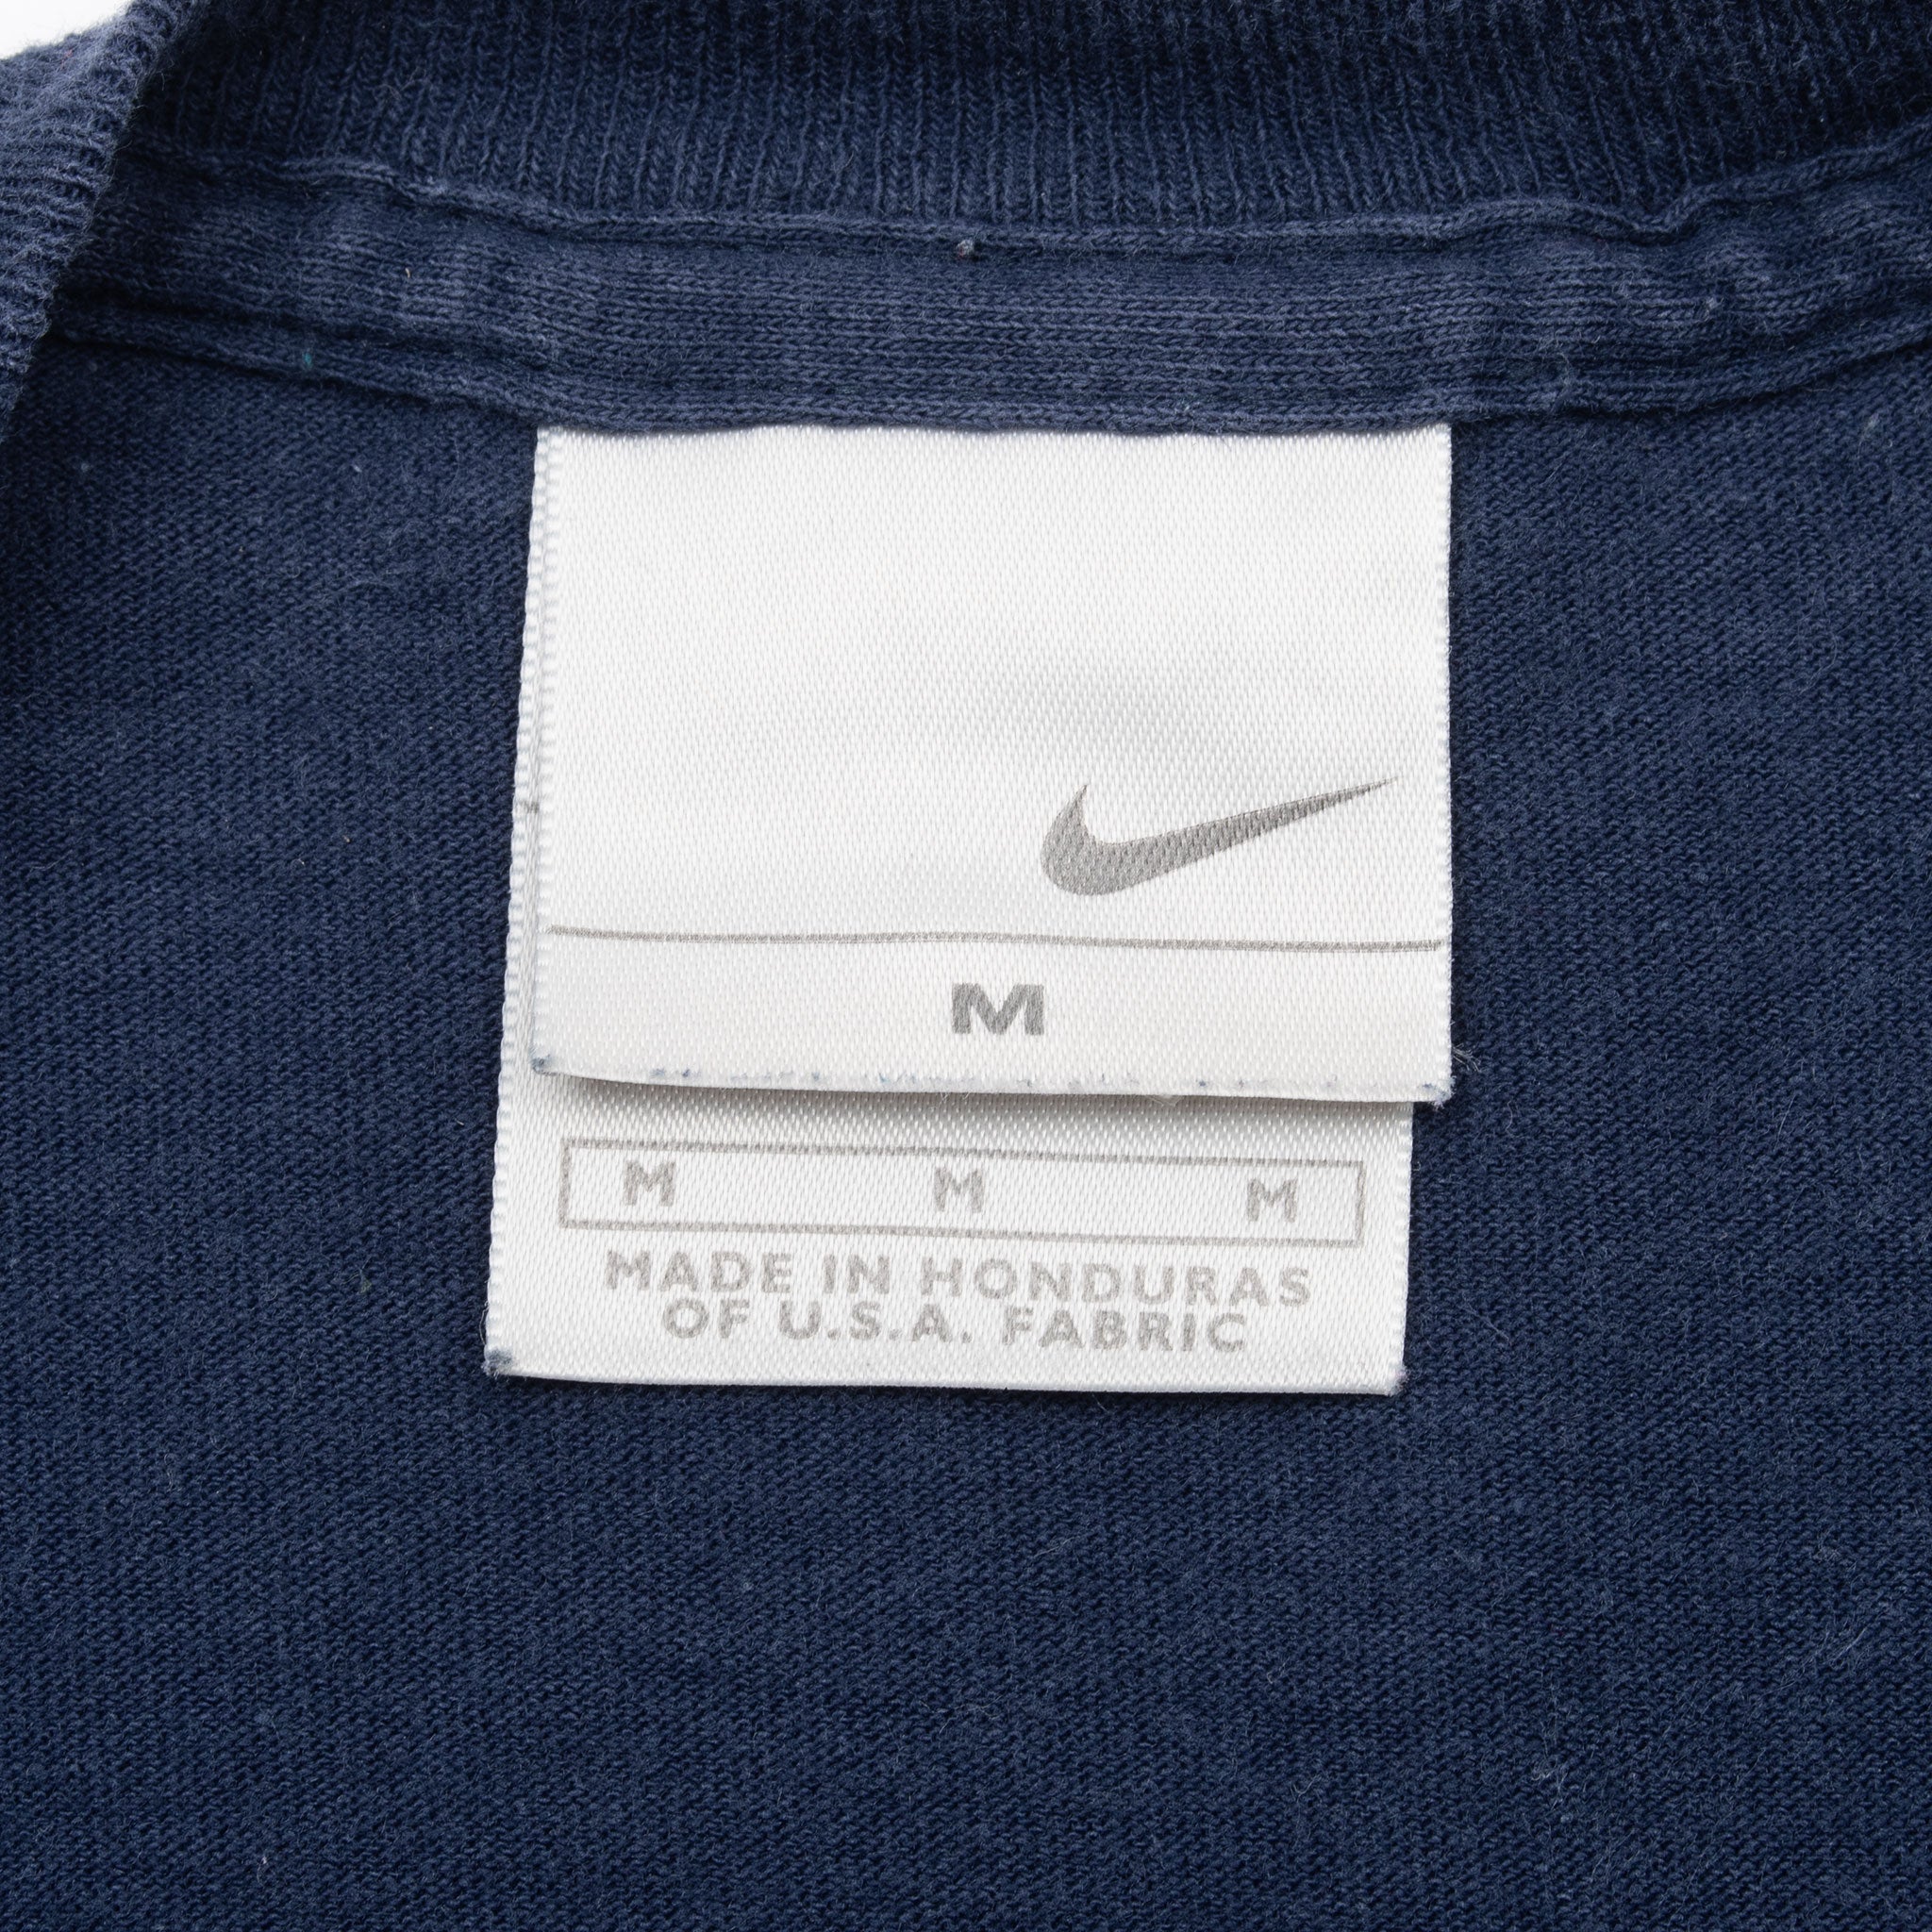 M
M M M
MADE IN HONDURAS
OF U.S.A. FABRIC